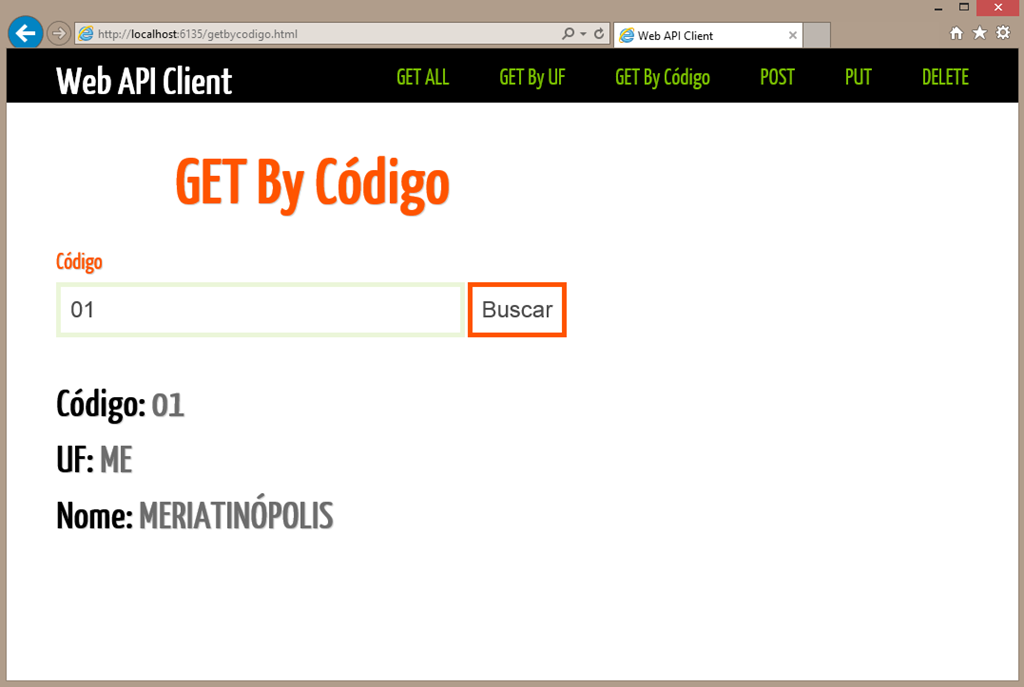 http://localhost:6135/getbycodigo.html
Web API Client
Web API Client
GET ALL
GET By UF
GET By Código
POST
PUT
DELETE
GET By Código
Código
01
Buscar
Código: 01
UF: ME
Nome: MERIATINÓPOLIS